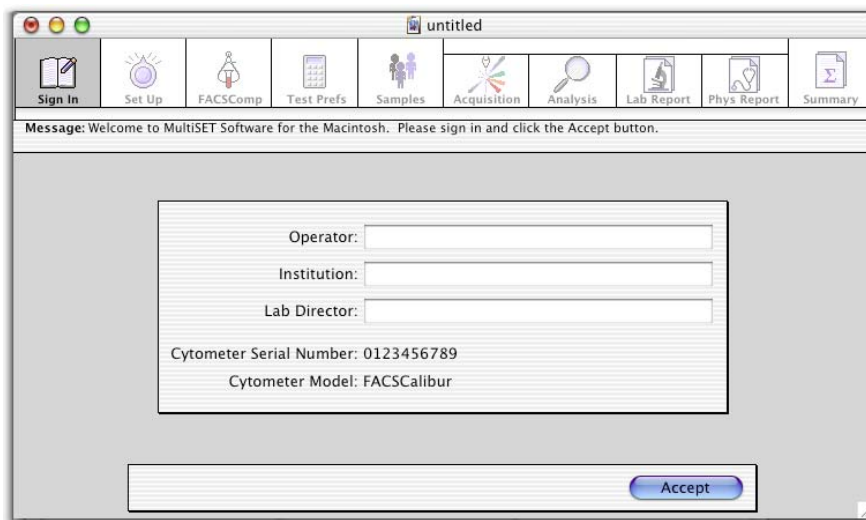 untitled
Sign In
Set Up
FACSComp
Test Prefs
Samples
Acquisition
Analysis
Lab Report
Phys Report
Σ
Summary
Message: Welcome to MultiSET Software for the Macintosh. Please sign in and click the Accept button.
Operator:
Institution:
Lab Director:
Cytometer Serial Number: 0123456789
Cytometer Model: FACSCalibur
Accept